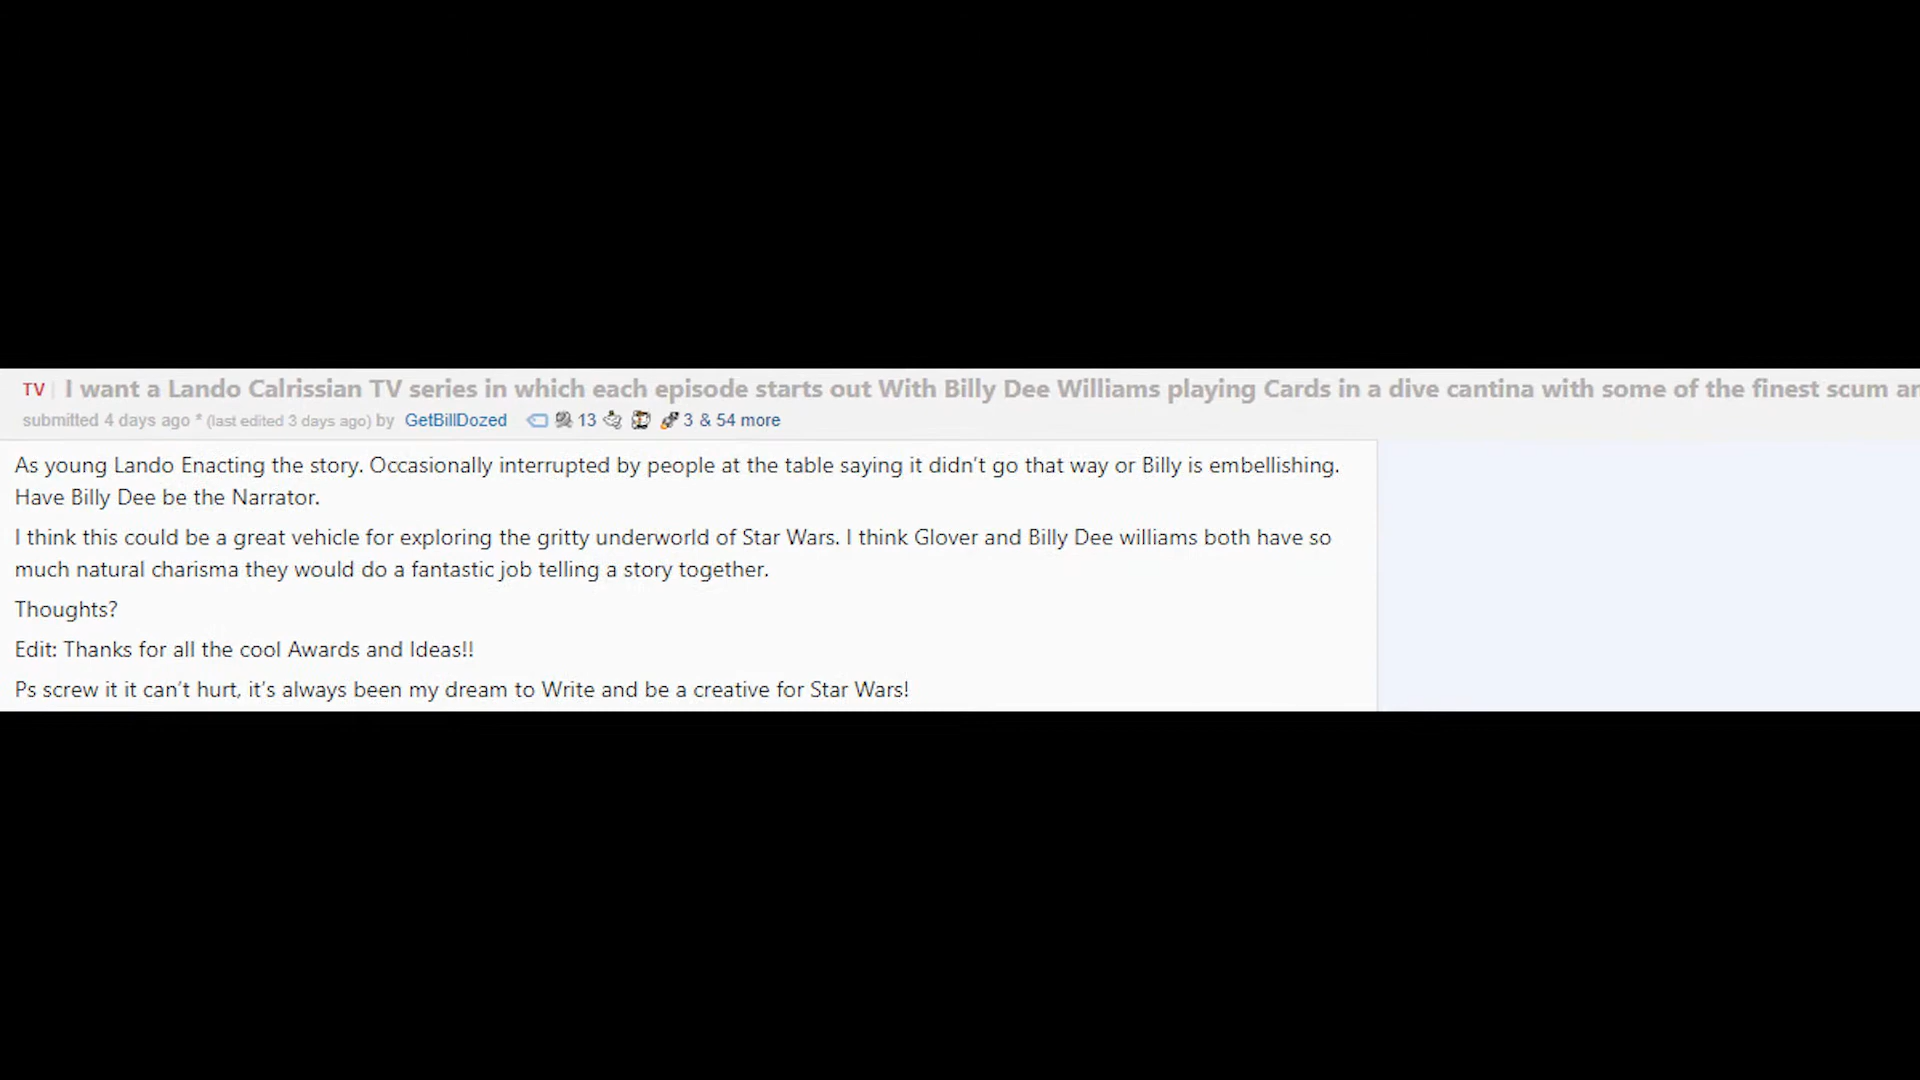 TV I want a Lando Calrissian TV series in which each episode starts out With Billy Dee Williams playing Cards in a dive cantina with some of the finest scum
submitted 4 days ago * (last edited 3 days ago) by GetBillDozed 13 3 & 54 more
As young Lando Enacting the story. Occasionally interrupted by people at the table saying it didn't go that way or Billy is embellishing.
Have Billy Dee be the Narrator.
I think this could be a great vehicle for exploring the gritty underworld of Star Wars. I think Glover and Billy Dee williams both have so
much natural charisma they would do a fantastic job telling a story together.
Thoughts?
Edit: Thanks for all the cool Awards and Ideas!!
Ps screw it it can't hurt, it's always been my dream to Write and be a creative for Star Wars!